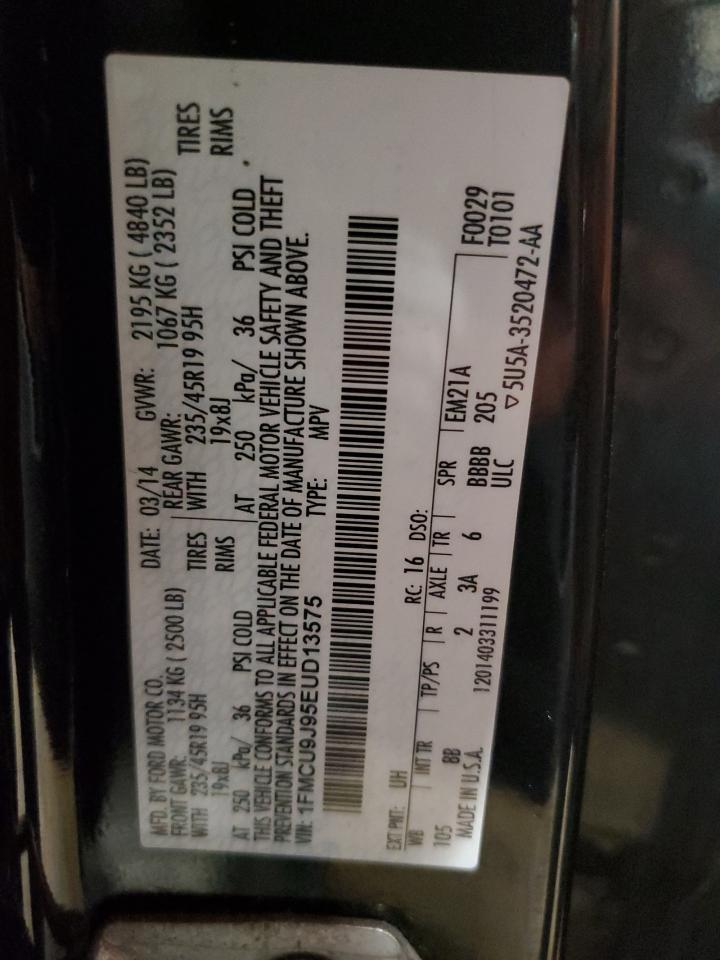 MFD. BY FORD MOTOR CO. DATE: 03/14 GVWR: 2195 KG ( 4840 LB)
FRONT GAWR: 1134 KG ( 2500 LB) REAR GAWR: 1067 KG ( 2352 LB)
WITH 235/45R19 95H TIRES WITH 235/45R19 95H TIRES
19x8J RIMS 19x8J RIMS
AT 250 kPa/ 36 PSI COLD AT 250 kPa/ 36 PSI COLD
THIS VEHICLE CONFORMS TO ALL APPLICABLE FEDERAL MOTOR VEHICLE SAFETY AND THEFT
PREVENTION STANDARDS IN EFFECT ON THE DATE OF MANUFACTURE SHOWN ABOVE.
VIN: 1FMCU9J95EUD13575 TYPE: MPV
EXT PNT: UH RC: 16 DSO: F0029
WB INT TR TP/PS R AXLE TR SPR EM21A T0101
105 BB 2 3A 6 BBBB 205
MADE IN U.S.A. 1201403311199 ULC ▽5U5A-3520472-AA